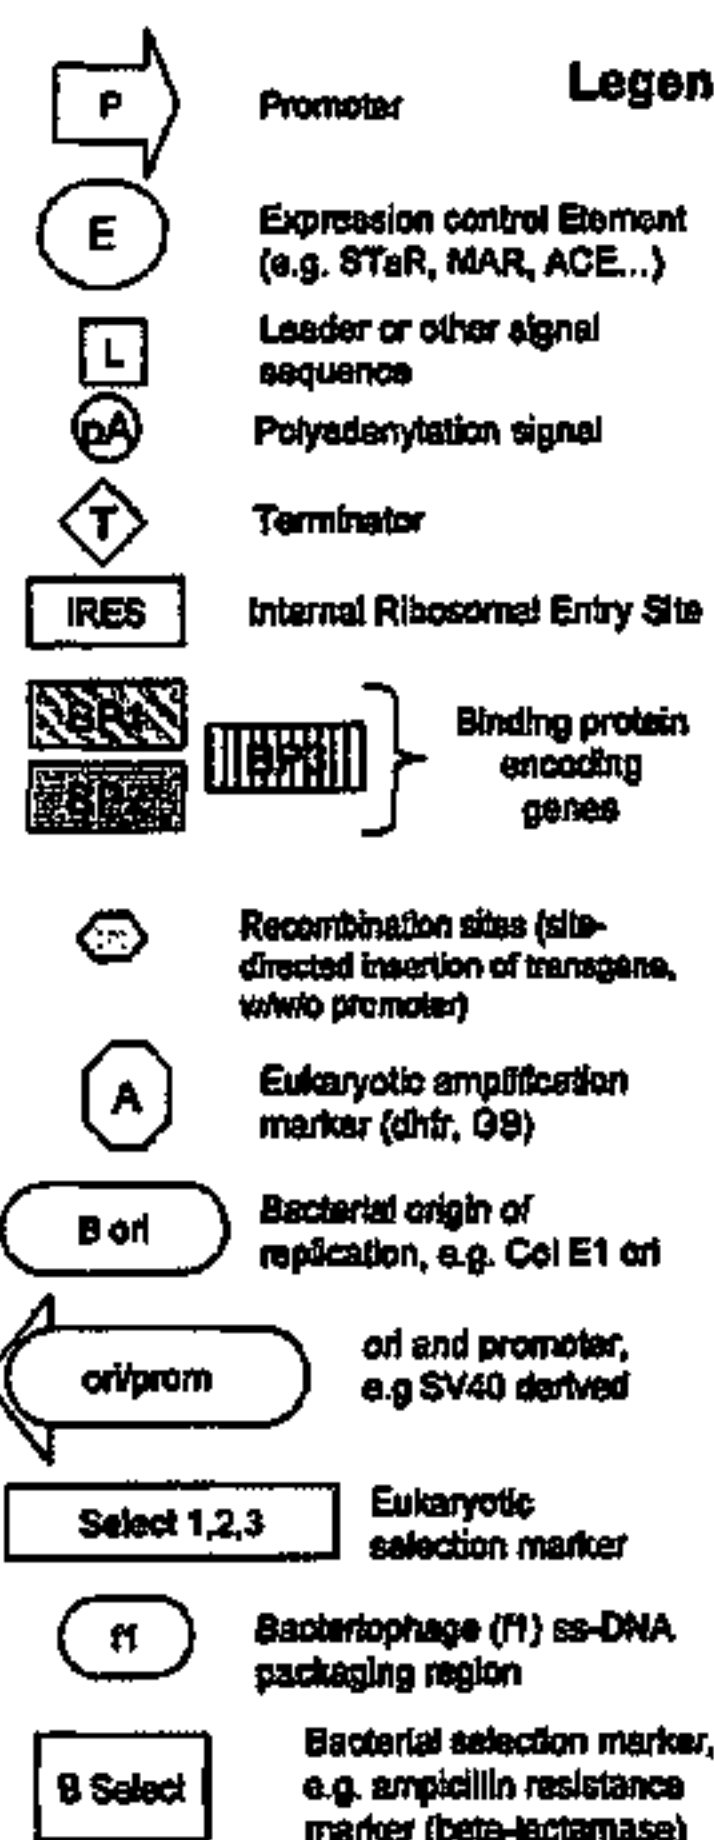 Legen
P Promoter
E Expression control Element
(e.g. STaR, MAR, ACE...)
L Leader or other signal
sequence
pA Polyadenylation signal
T Terminator
IRES Internal Ribosomal Entry Site
BP1
BP2
BP3
Binding protein
encoding
genes
Recombination sites (site-
directed insertion of transgene,
w/w/o promoter)
A Eukaryotic amplification
marker (dhfr, GS)
B ori Bacterial origin of
replication, e.g. Col E1 ori
ori/prom ori and promoter,
e.g SV40 derived
Select 1,2,3 Eukaryotic
selection marker
f1 Bacteriophage (f1) ss-DNA
packaging region
B Select Bacterial selection marker,
e.g. ampicillin resistance
marker (beta-lactamase)